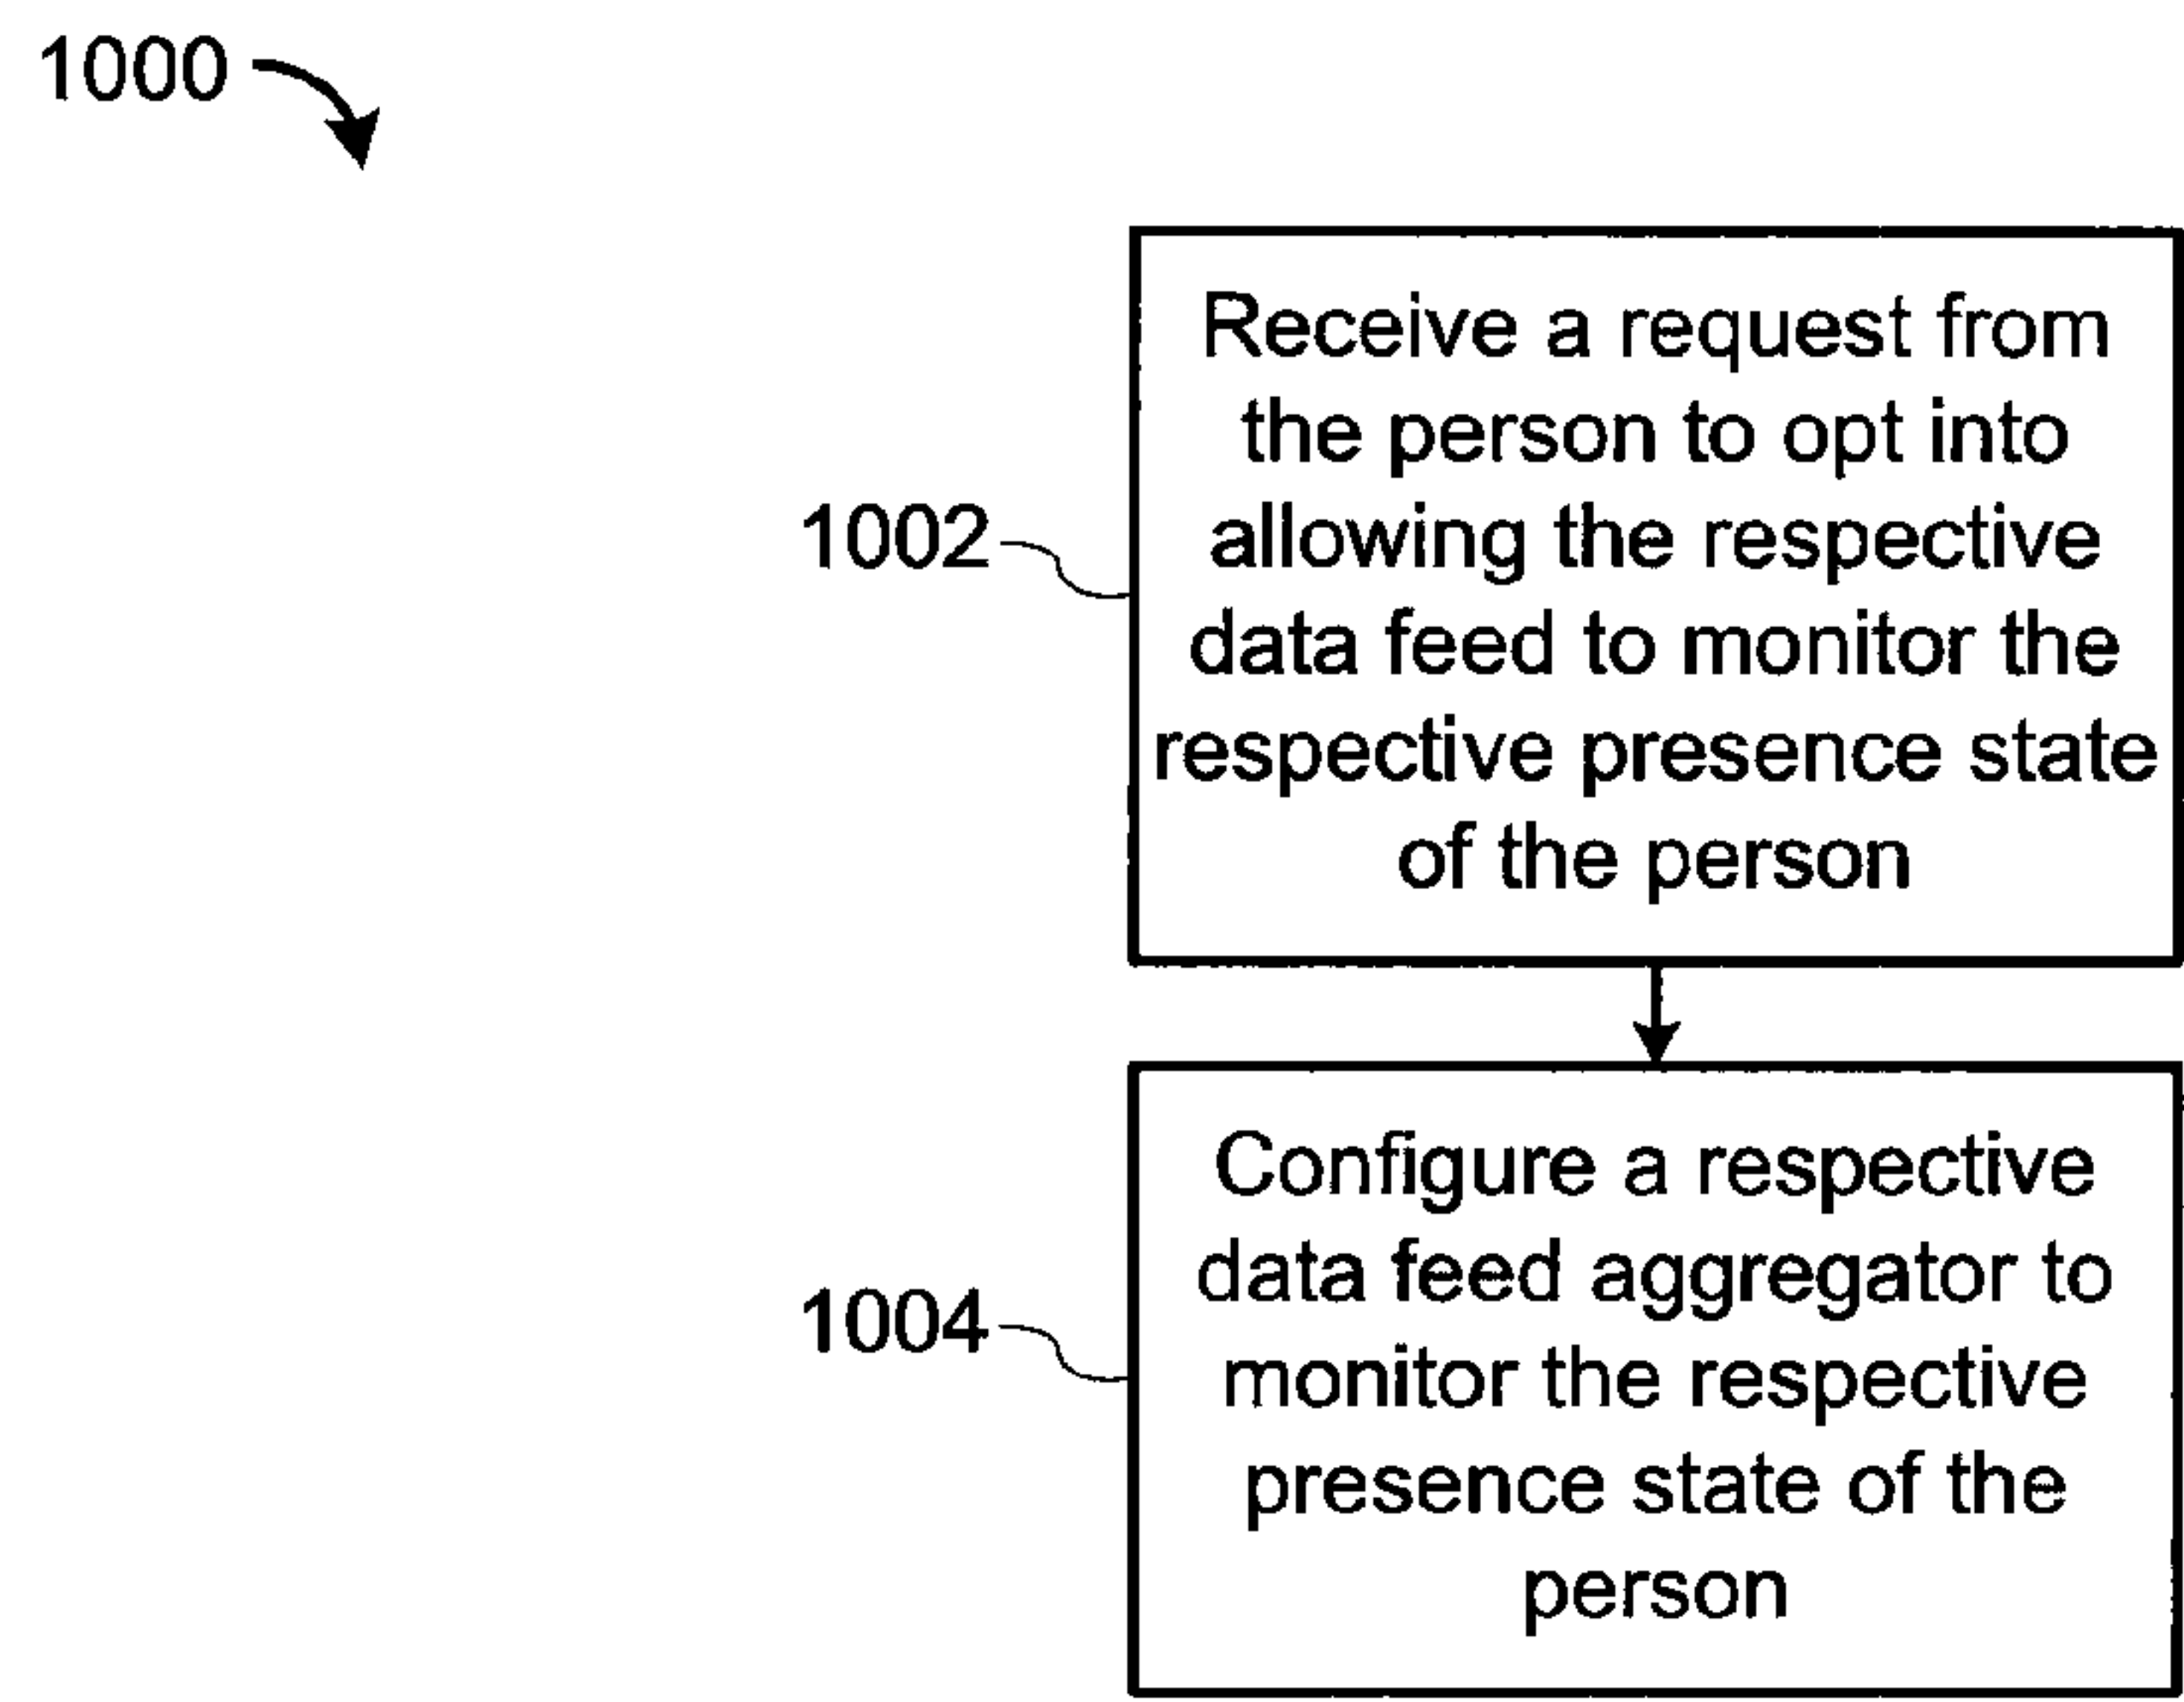 1000
Receive a request from
the person to opt into
allowing the respective
data feed to monitor the
respective presence state
of the person
1002
Configure a respective
data feed aggregator to
monitor the respective
presence state of the
person
1004